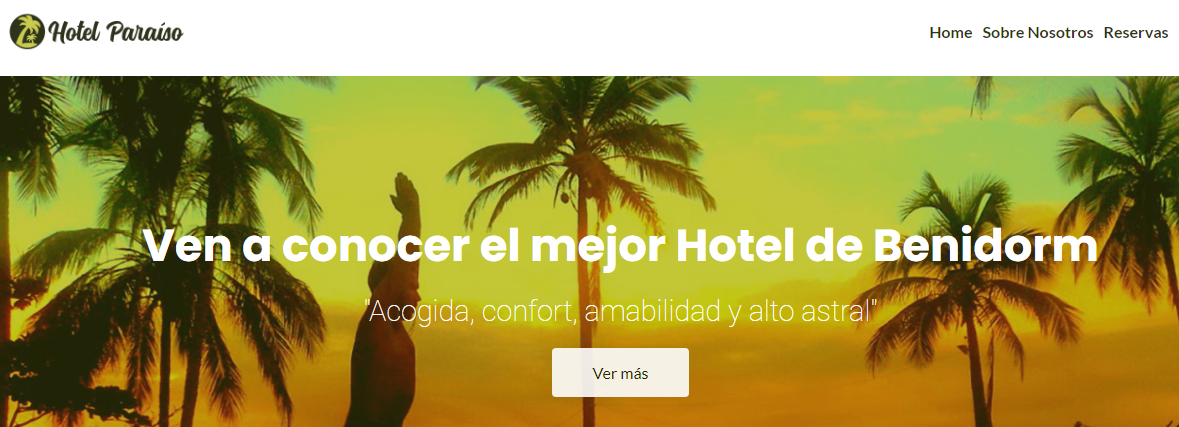 Hotel Paraíso
Home Sobre Nosotros Reservas
Ven a conocer el mejor Hotel de Benidorm
"Acogida, confort, amabilidad y alto astral"
Ver más